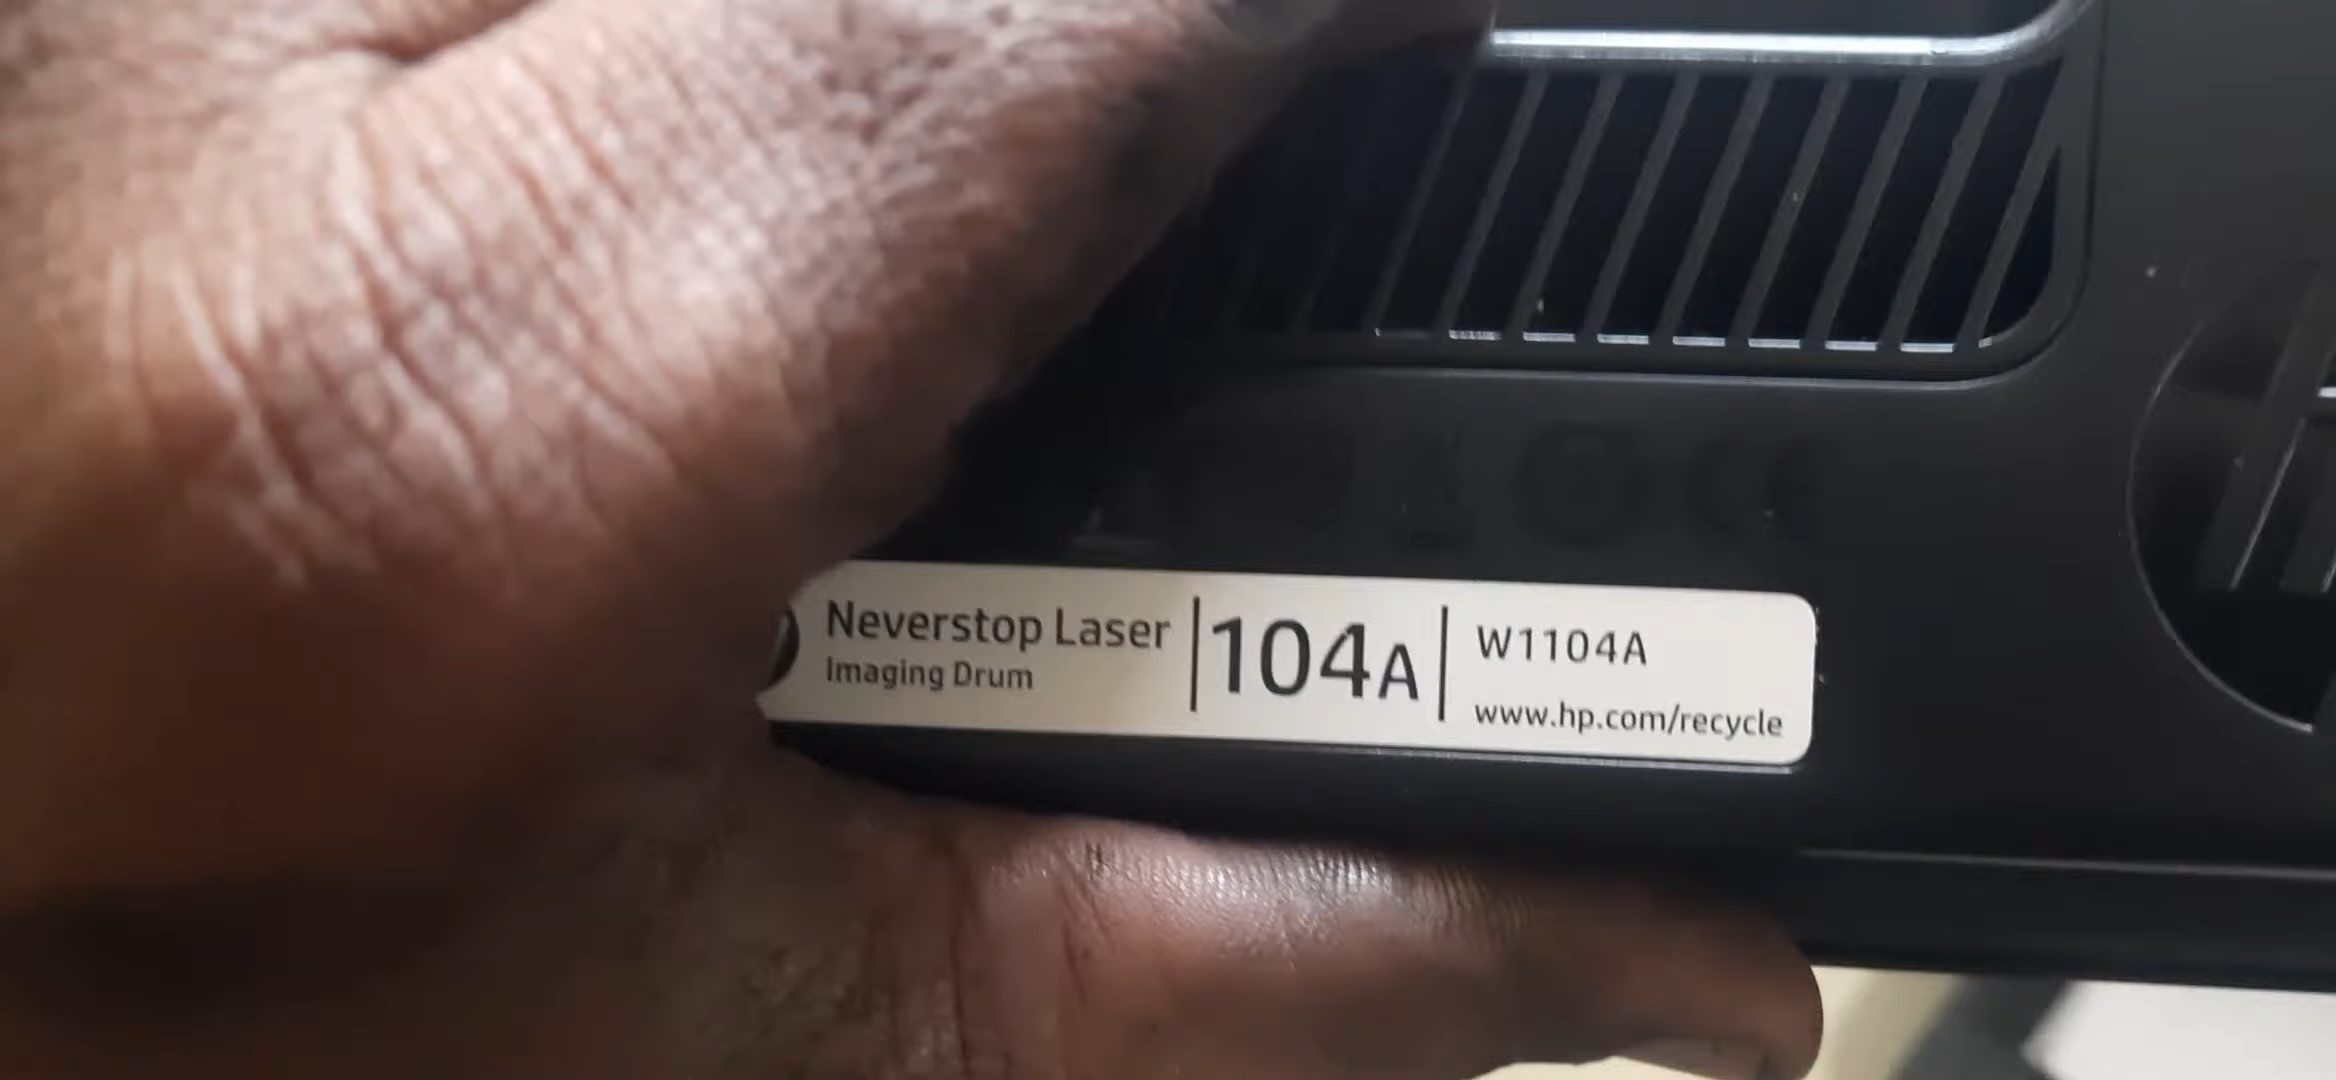 Neverstop Laser
Imaging Drum
104A
W1104A
www.hp.com/recycle